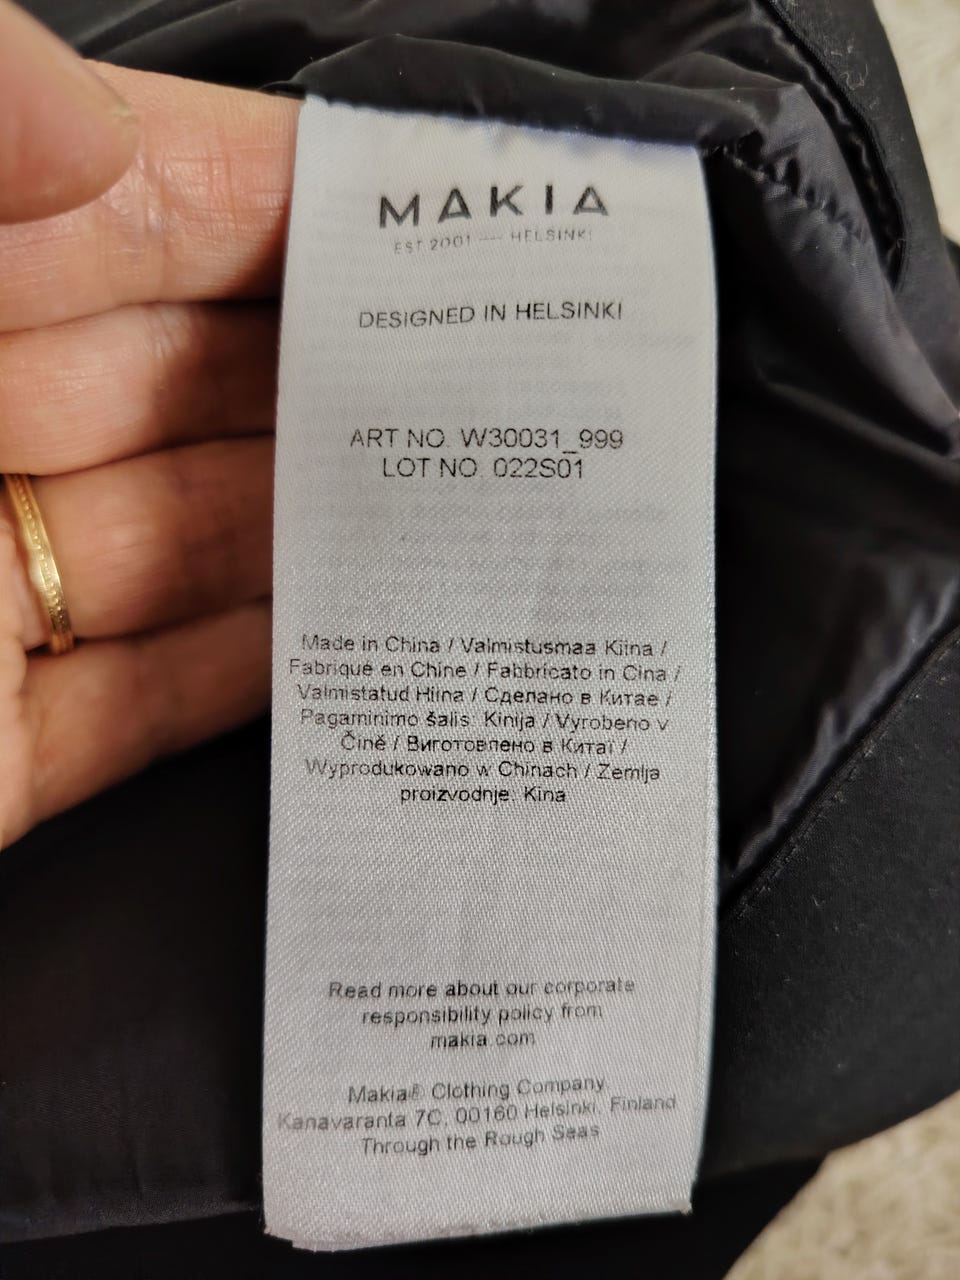 MAKIA
EST.2001 — HELSINKI
DESIGNED IN HELSINKI
ART NO. W30031_999
LOT NO. 022S01
Made in China / Valmistusmaa Kiina /
Fabriqué en Chine / Fabbricato in Cina /
Valmistatud Hiina / Сделано в Китае /
Pagaminimo šalis: Kinija / Vyrobeno v
Číně / Виготовлено в Китаї /
Wyprodukowano w Chinach / Zemlja
proizvodnje: Kina
Read more about our corporate
responsibility policy from
makia.com
Makia® Clothing Company
Kanavaranta 7C, 00160 Helsinki, Finland
Through the Rough Seas